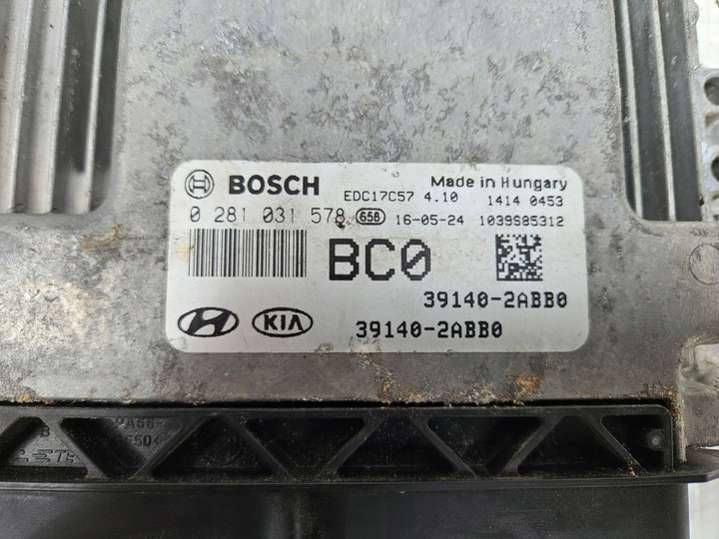 BOSCH
EDC17C57 4.10
Made in Hungary
1414 0453
0 281 031 578
656
16-05-24
1039S85312
BC0
39140-2ABB0
KIA
39140-2ABB0